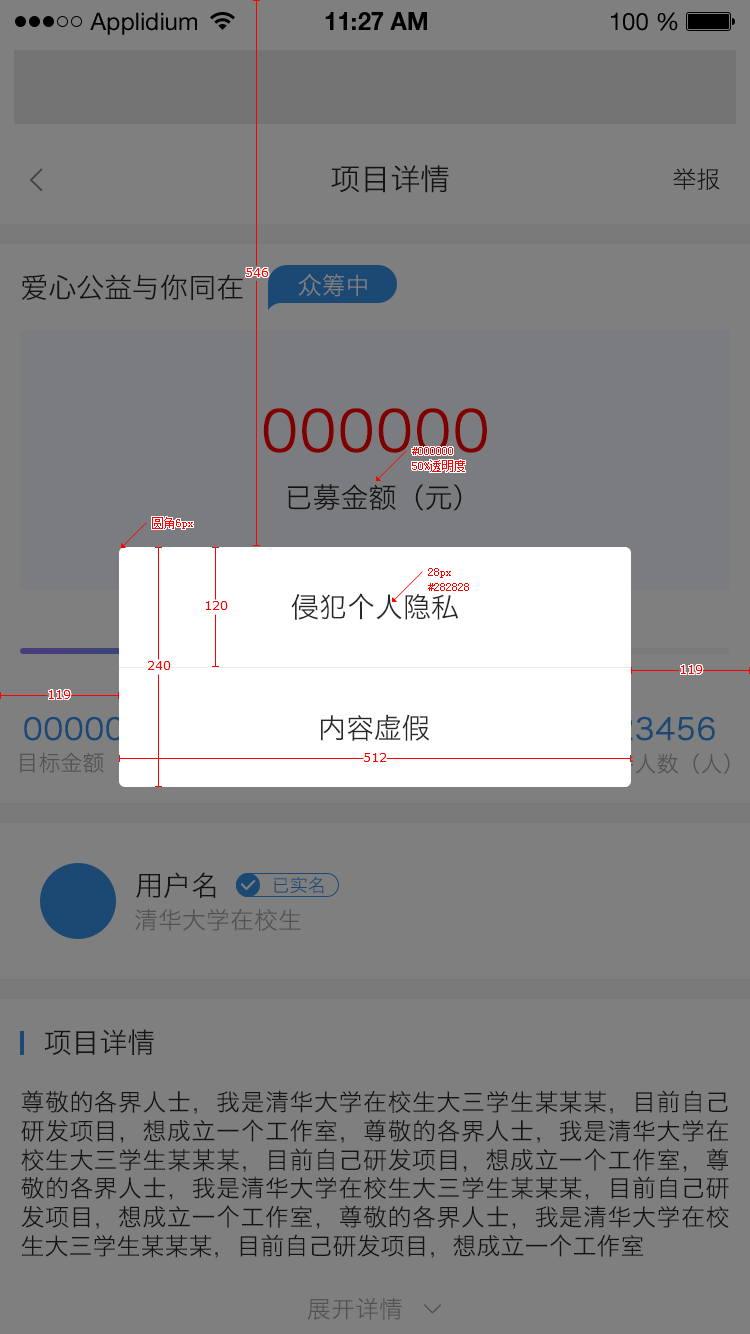 Applidium 11:27 AM 100 %
项目详情 举报
546
爱心公益与你同在 众筹中
000000
#000000
50%透明度
已募金额（元）
圆角6px
28px
#282828
120
侵犯个人隐私
240
119
119
内容虚假
00000 3456
目标金额 人数（人）
512
用户名 已实名
清华大学在校生
项目详情
尊敬的各界人士，我是清华大学在校生大三学生某某某，目前自己
研发项目，想成立一个工作室，尊敬的各界人士，我是清华大学在
校生大三学生某某某，目前自己研发项目，想成立一个工作室，尊
敬的各界人士，我是清华大学在校生大三学生某某某，目前自己研
发项目，想成立一个工作室，尊敬的各界人士，我是清华大学在校
生大三学生某某某，目前自己研发项目，想成立一个工作室
展开详情